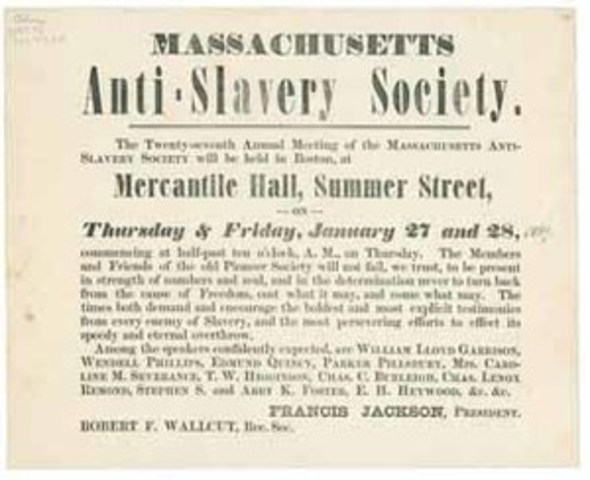 MASSACHUSETTS
Anti-Slavery Society.
The Twenty-seventh Annual Meeting of the MASSACHUSETTS ANTI-
SLAVERY SOCIETY will be held in Boston, at
Mercantile Hall, Summer Street,
—ON—
Thursday & Friday, January 27 and 28,
commencing at half-past ten o'clock, A. M., on Thursday. The Members
and Friends of the old Pioneer Society will not fail, we trust, to be present
in strength of numbers and zeal, and in the determination never to turn back
from the cause of Freedom, cost what it may, and come what may. The
times both demand and encourage the boldest and most explicit testimonies
from every enemy of Slavery, and the most persevering efforts to effect its
speedy and eternal overthrow.
Among the speakers confidently expected, are WILLIAM LLOYD GARRISON,
WENDELL PHILLIPS, EDMUND QUINCY, PARKER PILLSBURY, MRS. CARO-
LINE M. SEVERANCE, T. W. HIGGINSON, CHAS. C. BURLEIGH, CHAS. LENOX
REMOND, STEPHEN S. and ABBY K. FOSTER, E. H. HEYWOOD, &c. &c.
FRANCIS JACKSON, PRESIDENT.
ROBERT F. WALLCUT, Rec. Sec.